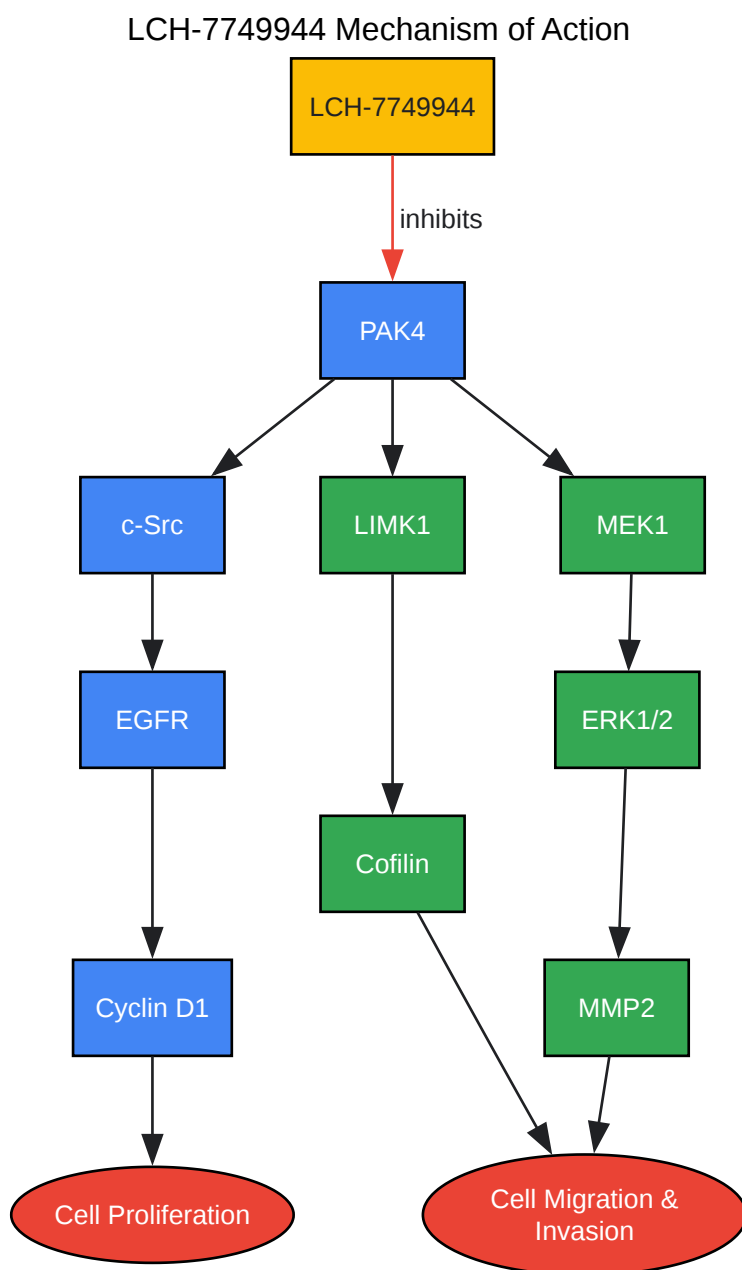 LCH-7749944 Mechanism of Action
LCH-7749944
inhibits
PAK4
c-Src
LIMK1
MEK1
EGFR
ERK1/2
Cofilin
Cyclin D1
MMP2
Cell Proliferation
Cell Migration &
Invasion